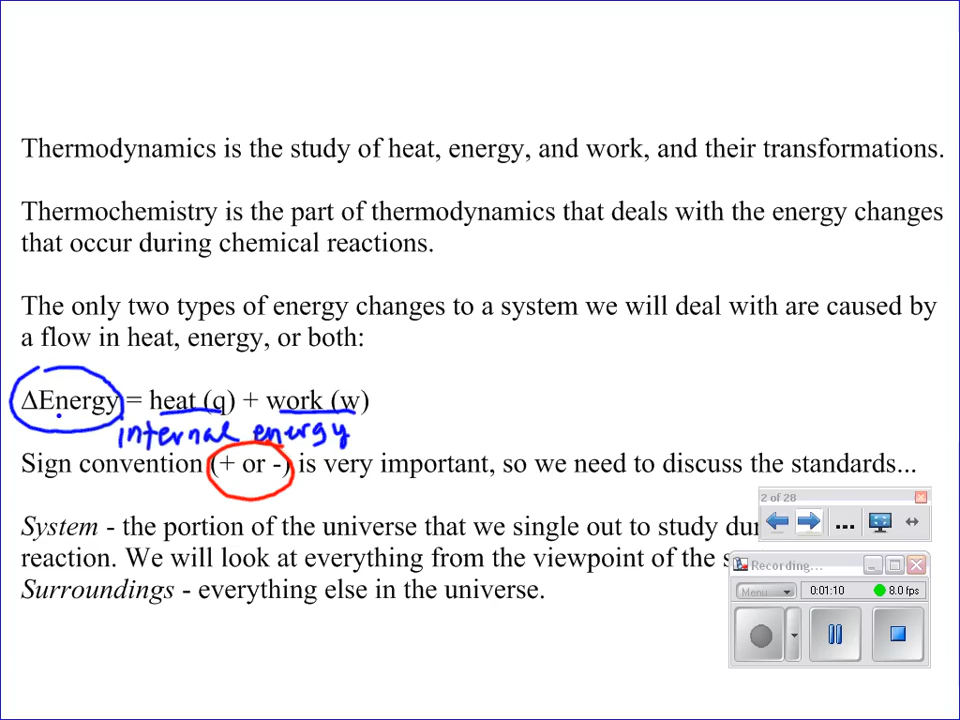 Thermodynamics is the study of heat, energy, and work, and their transformations.
Thermochemistry is the part of thermodynamics that deals with the energy changes
that occur during chemical reactions.
The only two types of energy changes to a system we will deal with are caused by
a flow in heat, energy, or both:
ΔEnergy = heat (q) + work (w)
internal energy
Sign convention (+ or -) is very important, so we need to discuss the standards...
2 of 28
System - the portion of the universe that we single out to study
reaction. We will look at everything from the viewpoint of the
Recording...
Surroundings - everything else in the universe.
Menu 0:01:10 8.0 fps